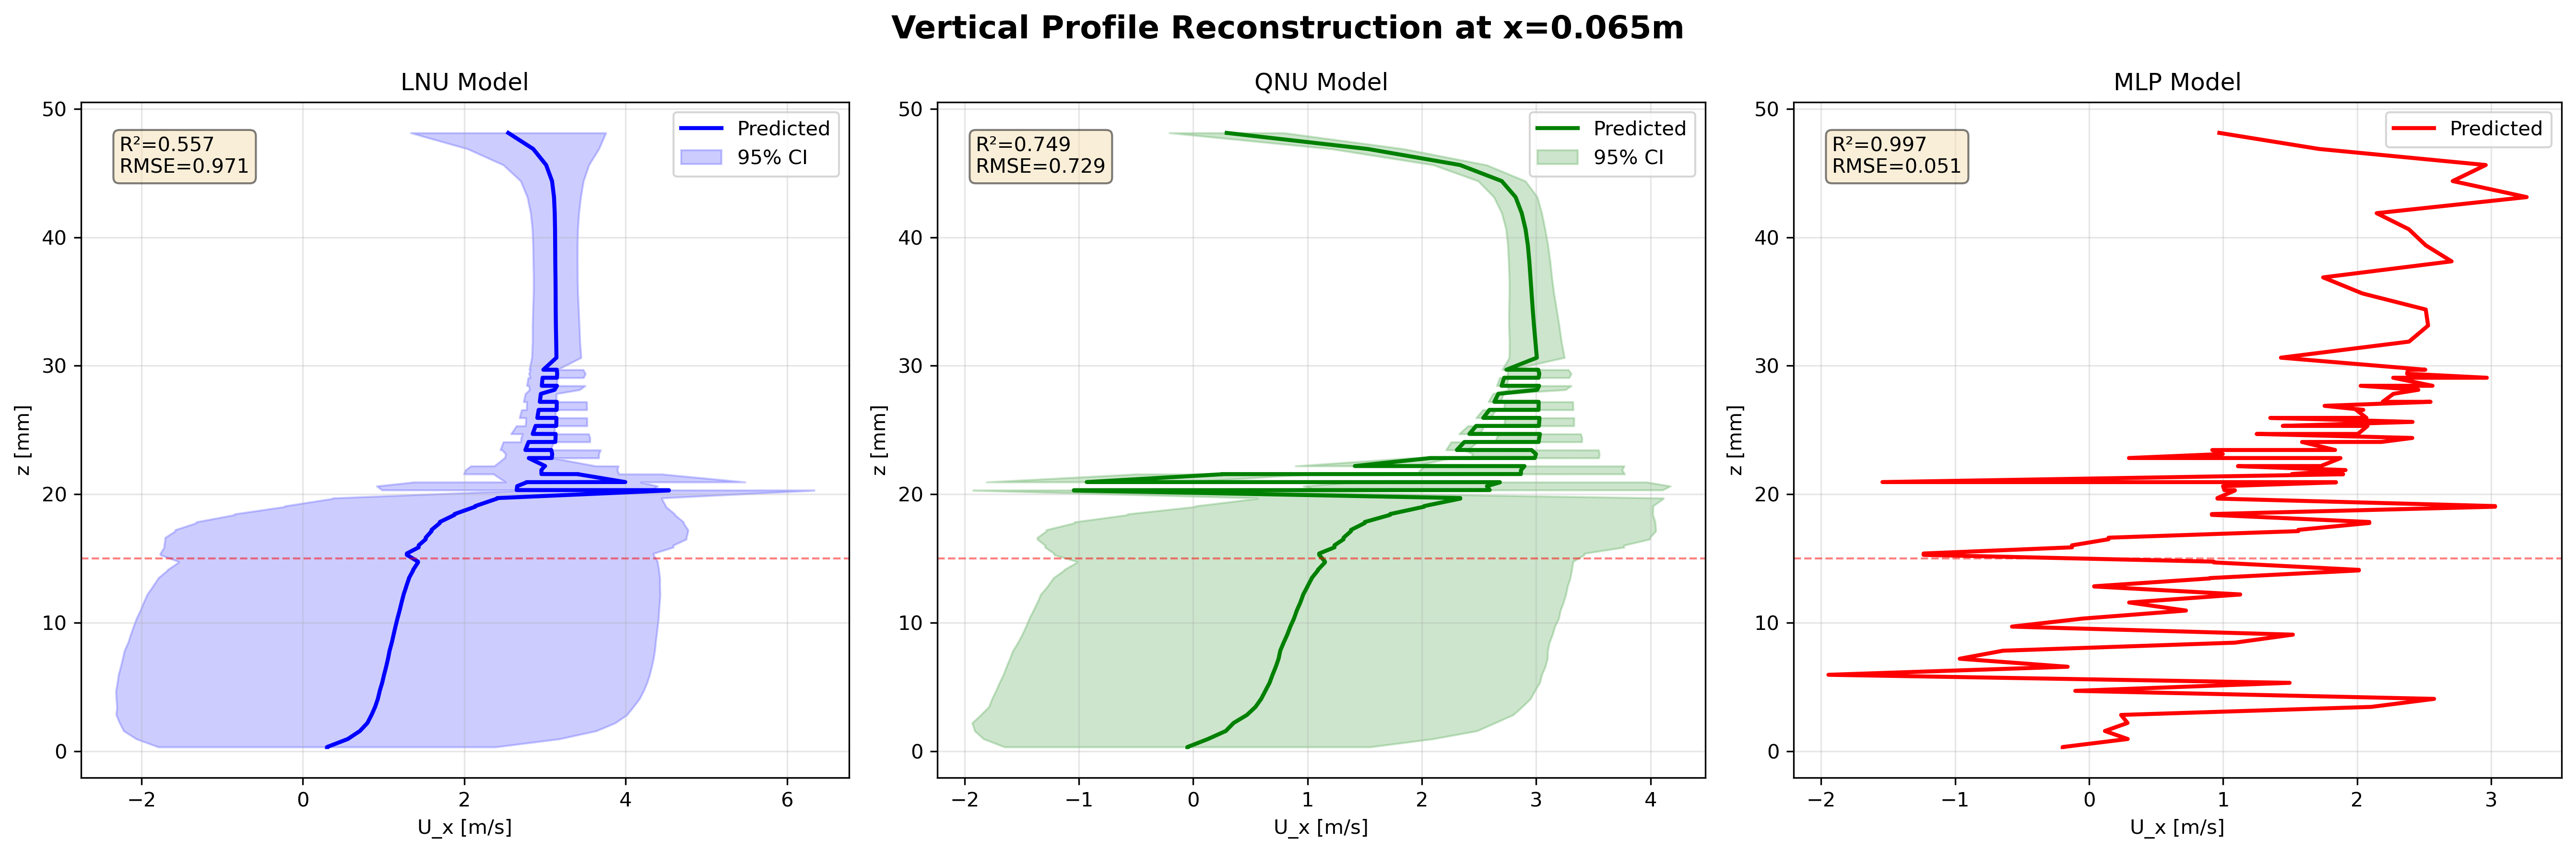 Vertical Profile Reconstruction at x=0.065m
LNU Model
50
40
30
20
10
0
z [mm]
R²=0.557
RMSE=0.971
Predicted
95% CI
−2
0
2
4
6
U_x [m/s]
QNU Model
50
40
30
20
10
0
z [mm]
R²=0.749
RMSE=0.729
Predicted
95% CI
−2
−1
0
1
2
3
4
U_x [m/s]
MLP Model
50
40
30
20
10
0
z [mm]
R²=0.997
RMSE=0.051
Predicted
−2
−1
0
1
2
3
U_x [m/s]